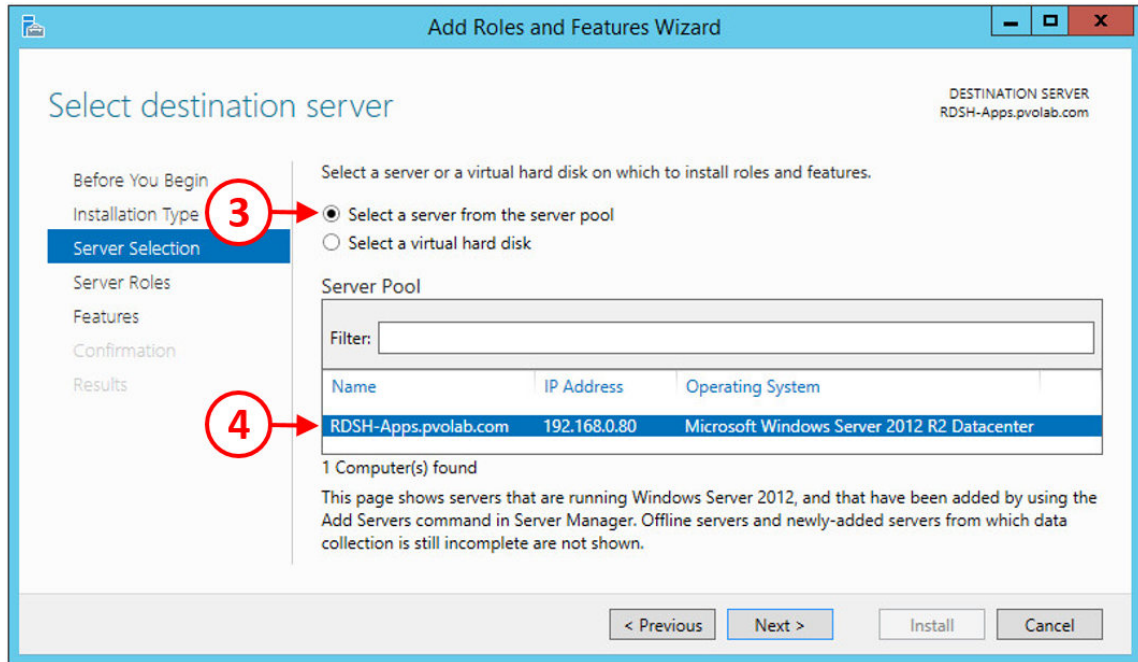 Add Roles and Features Wizard
Select destination server
DESTINATION SERVER
RDSH-Apps.pvolab.com
Before You Begin
Installation Type
Server Selection
Server Roles
Features
Confirmation
Results
Select a server or a virtual hard disk on which to install roles and features.
3
Select a server from the server pool
Select a virtual hard disk
Server Pool
Filter:
Name IP Address Operating System
4
RDSH-Apps.pvolab.com 192.168.0.80 Microsoft Windows Server 2012 R2 Datacenter
1 Computer(s) found
This page shows servers that are running Windows Server 2012, and that have been added by using the
Add Servers command in Server Manager. Offline servers and newly-added servers from which data
collection is still incomplete are not shown.
< Previous Next > Install Cancel